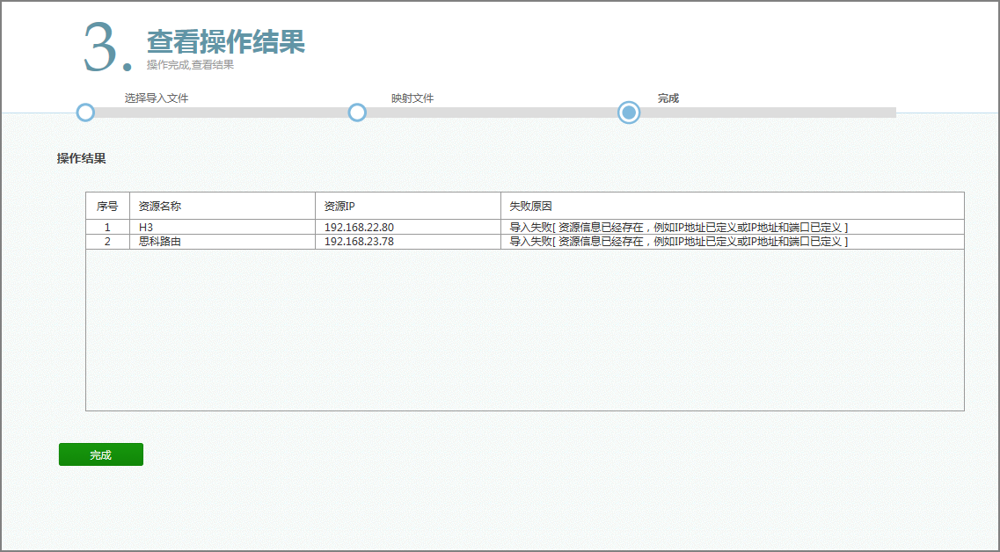 3. 查看操作结果
操作完成,查看结果
选择导入文件 映射文件 完成
操作结果
序号 资源名称 资源IP 失败原因
1 H3 192.168.22.80 导入失败[ 资源信息已经存在，例如IP地址已定义或IP地址和端口已定义 ]
2 思科路由 192.168.23.78 导入失败[ 资源信息已经存在，例如IP地址已定义或IP地址和端口已定义 ]
完成